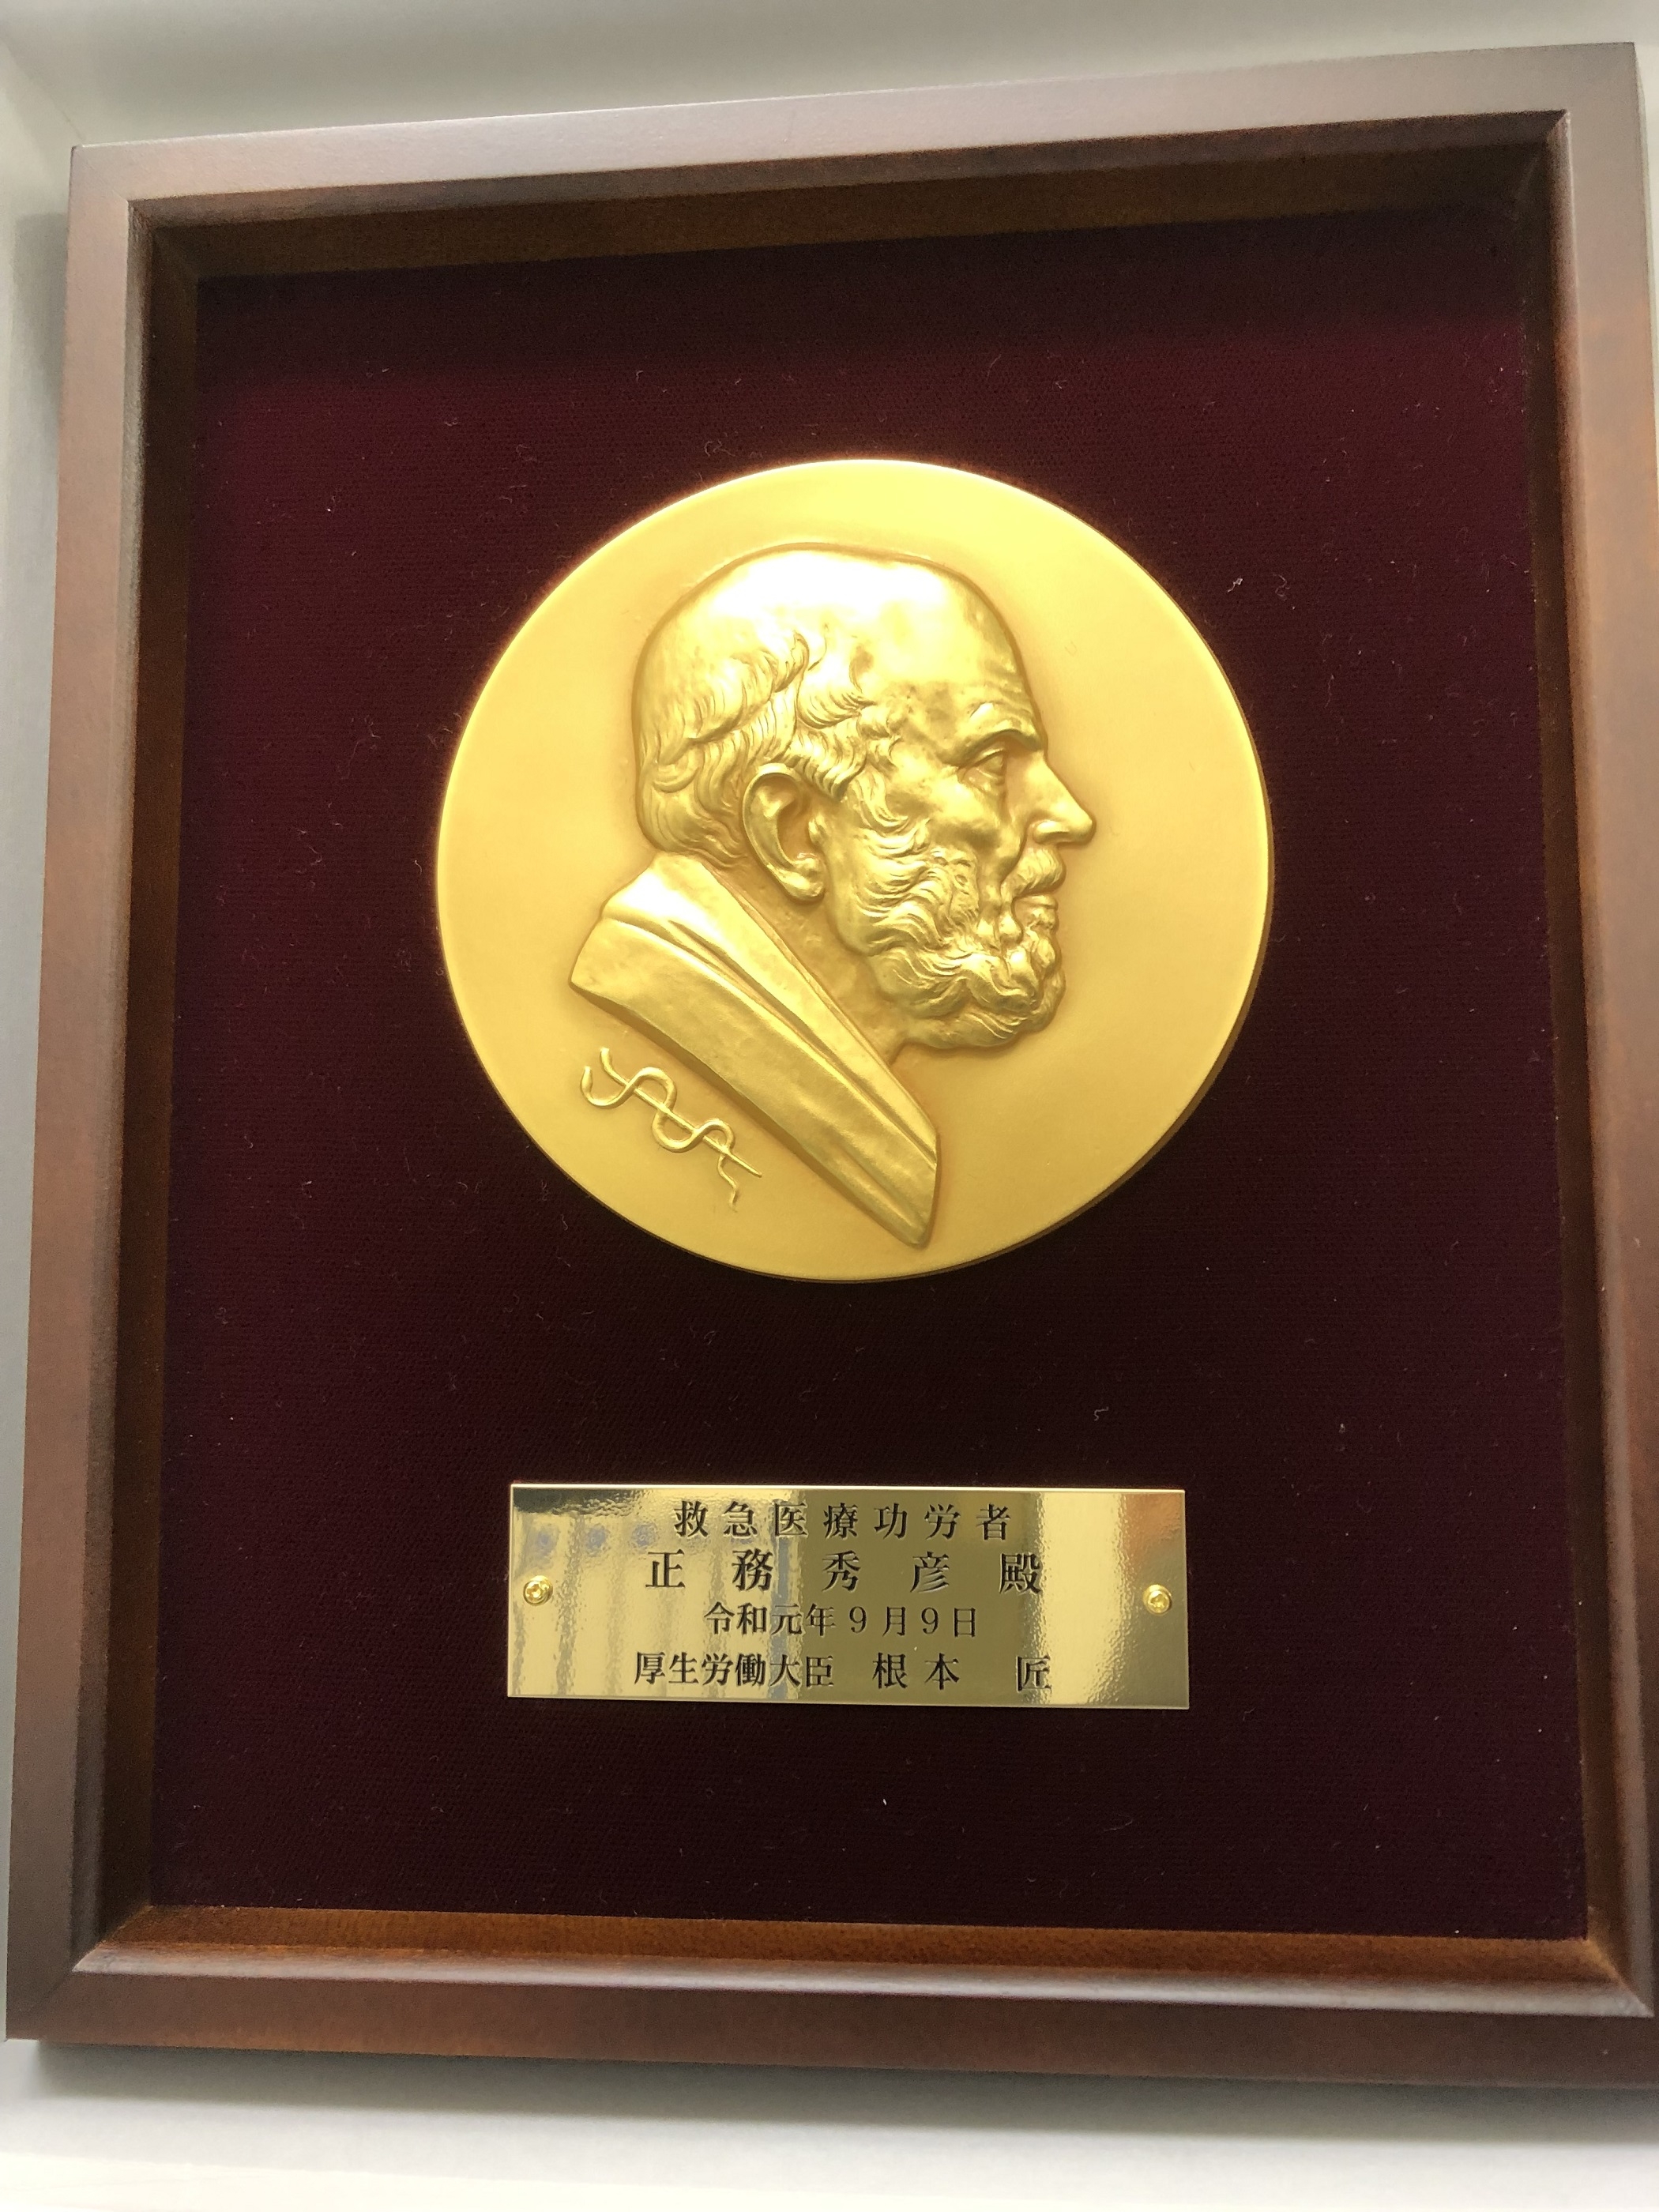 救急医療功労者
正務秀彦殿
令和元年9月9日
厚生労働大臣 根本 匠